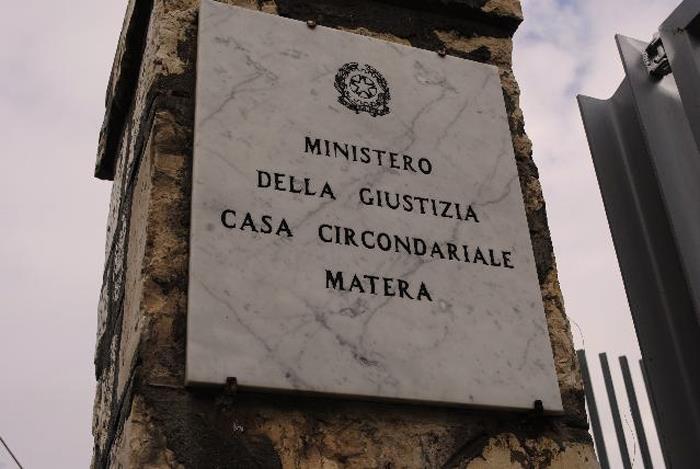 MINISTERO
DELLA GIUSTIZIA
CASA CIRCONDARIALE
MATERA